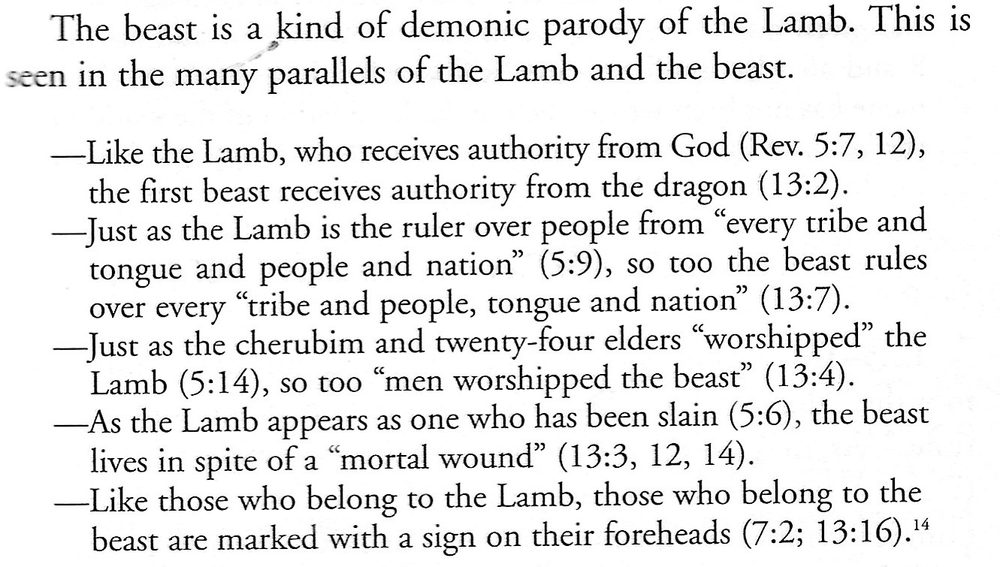 The beast is a kind of demonic parody of the Lamb. This is
seen in the many parallels of the Lamb and the beast.
—Like the Lamb, who receives authority from God (Rev. 5:7, 12),
the first beast receives authority from the dragon (13:2).
—Just as the Lamb is the ruler over people from “every tribe and
tongue and people and nation” (5:9), so too the beast rules
over every “tribe and people, tongue and nation” (13:7).
—Just as the cherubim and twenty-four elders “worshipped” the
Lamb (5:14), so too “men worshipped the beast” (13:4).
—As the Lamb appears as one who has been slain (5:6), the beast
lives in spite of a “mortal wound” (13:3, 12, 14).
—Like those who belong to the Lamb, those who belong to the
beast are marked with a sign on their foreheads (7:2; 13:16).¹⁴